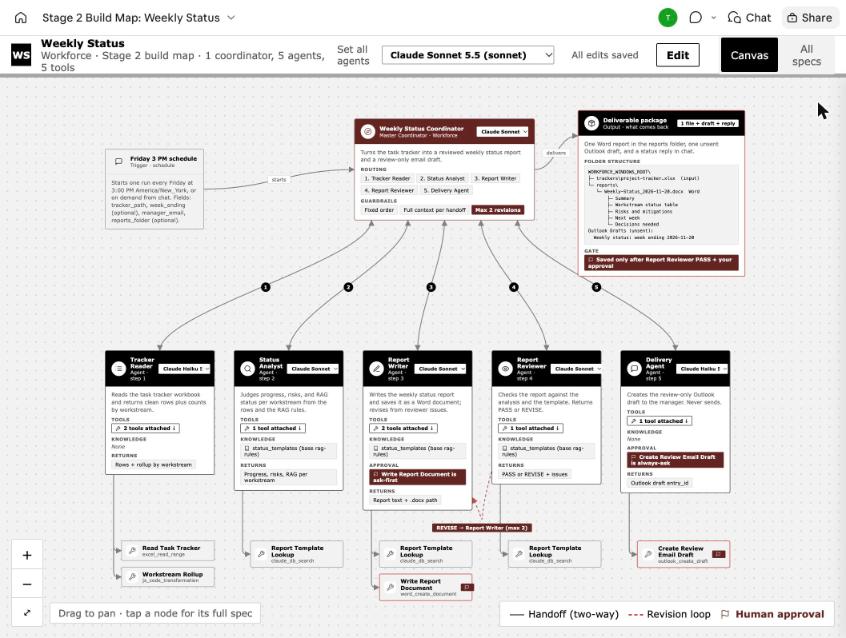 Stage 2 Build Map: Weekly Status
T
Chat
Share
WS
Weekly Status
Workforce · Stage 2 build map · 1 coordinator, 5 agents,
5 tools
Set all
agents
Claude Sonnet 5.5 (sonnet)
All edits saved
Edit
Canvas
All
specs
Friday 3 PM schedule
Trigger · schedule
Starts one run every Friday at
3:00 PM America/New_York, or
on demand from chat. Fields:
tracker_path, week_ending
(optional), manager_email,
reports_folder (optional).
starts
Weekly Status Coordinator
Master Coordinator · Workforce
Claude Sonnet
Turns the task tracker into a reviewed weekly status report
and a review-only email draft.
ROUTING
1. Tracker Reader
2. Status Analyst
3. Report Writer
4. Report Reviewer
5. Delivery Agent
GUARDRAILS
Fixed order
Full context per handoff
Max 2 revisions
delivers
Deliverable package
Output · what comes back
1 file + draft + reply
One Word report in the reports folder, one unsent
Outlook draft, and a status reply in chat.
FOLDER STRUCTURE
WORKFORCE_WINDOWS_ROOT\
├─ trackers\project-tracker.xlsx (input)
└─ reports\
└─ Weekly-Status_2026-11-20.docx Word
├─ Summary
├─ Workstream status table
├─ Risks and mitigations
├─ Next week
└─ Decisions needed
Outlook Drafts (unsent):
Weekly status: week ending 2026-11-20
GATE
Saved only after Report Reviewer PASS + your
approval
1
2
3
4
5
Tracker
Reader
Agent ·
step 1
Claude Haiku
Reads the task tracker workbook
and returns clean rows plus counts
by workstream.
TOOLS
2 tools attached ↓
KNOWLEDGE
None
RETURNS
Rows + rollup by workstream
Status
Analyst
Agent ·
step 2
Claude Sonnet
Judges progress, risks, and RAG
status per workstream from the
rows and the RAG rules.
TOOLS
1 tool attached ↓
KNOWLEDGE
status_templates (base rag-
rules)
RETURNS
Progress, risks, RAG per
workstream
Report
Writer
Agent ·
step 3
Claude Sonnet
Writes the weekly status report
and saves it as a Word document;
revises from reviewer issues.
TOOLS
2 tools attached ↓
KNOWLEDGE
status_templates (base rag-
rules)
APPROVAL
Write Report Document is
ask-first
RETURNS
Report text + .docx path
Report
Reviewer
Agent ·
step 4
Claude Sonnet
Checks the report against the
analysis and the template. Returns
PASS or REVISE.
TOOLS
1 tool attached ↓
KNOWLEDGE
status_templates (base rag-
rules)
RETURNS
PASS or REVISE + issues
Delivery
Agent
Agent ·
step 5
Claude Haiku
Creates the review-only Outlook
draft to the manager. Never sends.
TOOLS
1 tool attached ↓
KNOWLEDGE
None
APPROVAL
Create Review Email Draft
is always-ask
RETURNS
Outlook draft entry_id
REVISE → Report Writer (max 2)
Read Task Tracker
excel_read_range
Workstream Rollup
js_code_transformation
Report Template
Lookup
claude_db_search
Report Template
Lookup
claude_db_search
Write Report
Document
word_create_document
Report Template
Lookup
claude_db_search
Create Review
Email Draft
outlook_create_draft
+
−
Drag to pan · tap a node for its full spec
Handoff (two-way)
Revision loop
Human approval